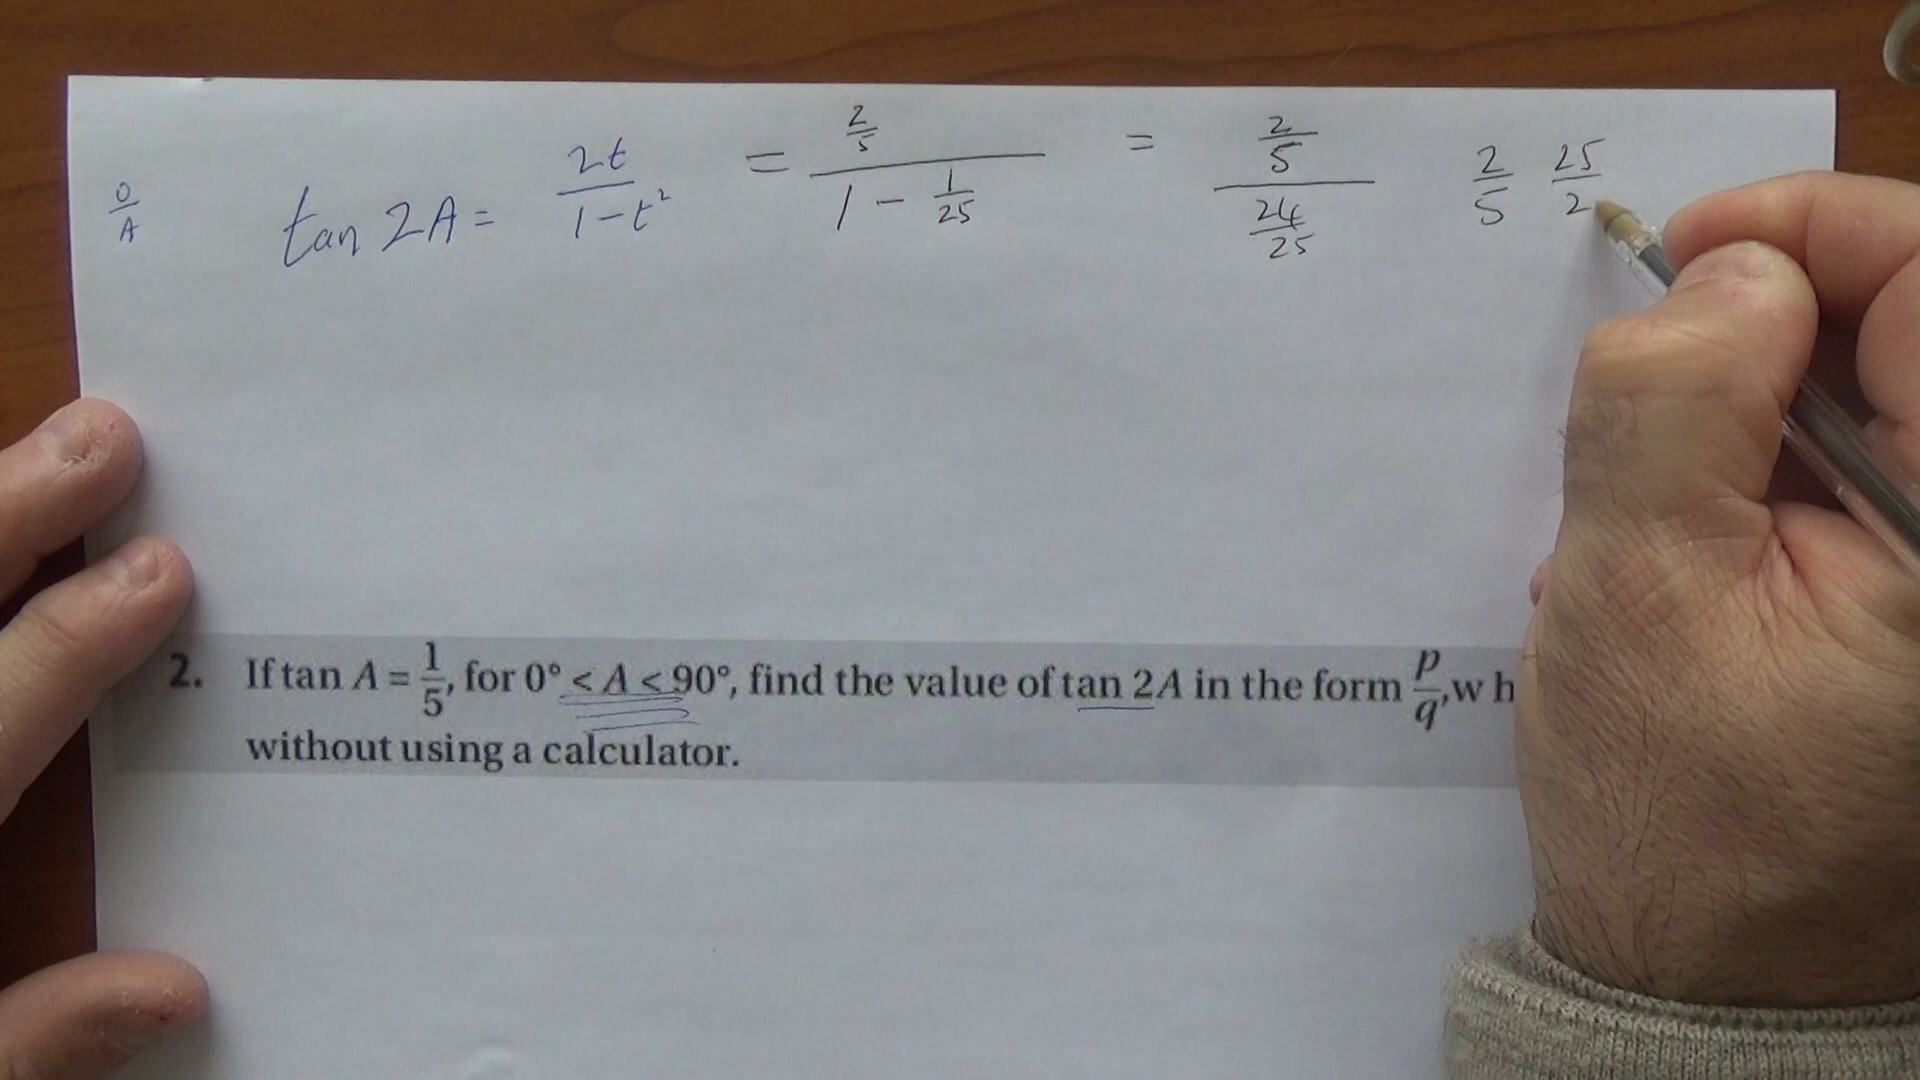 O/A tan 2A = 2t/1-t² = 2/5/1 - 1/25 = 2/5/24/25 2/5 25/2
2. If tan A = 1/5, for 0° < A < 90°, find the value of tan 2A in the form p/q, w h
without using a calculator.